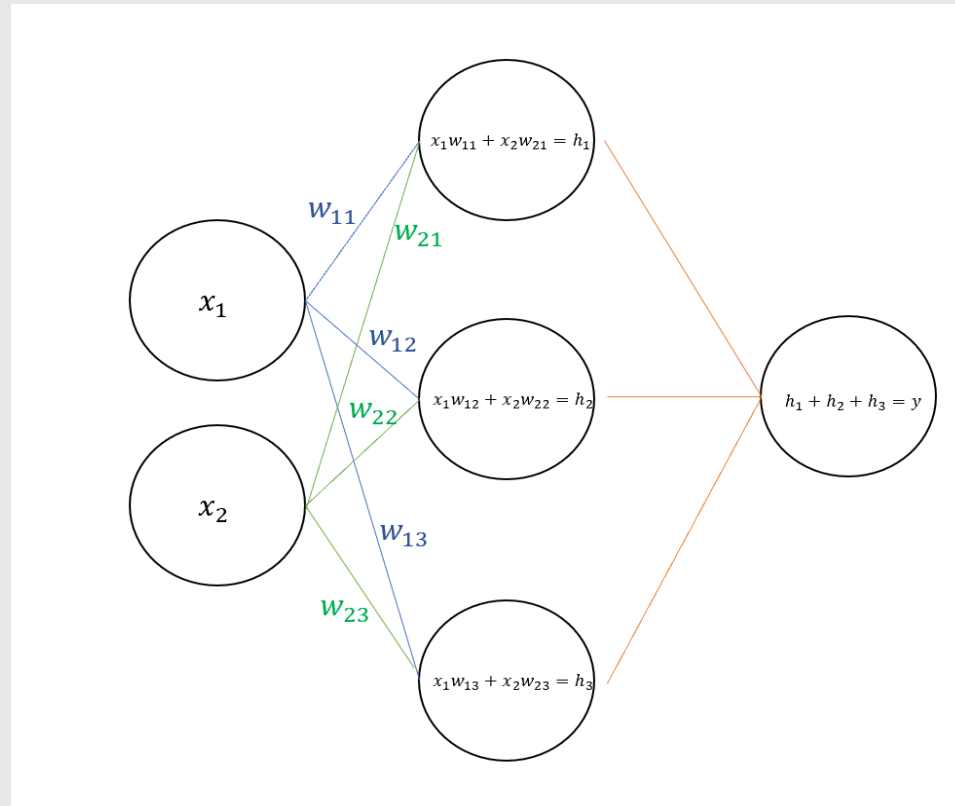 x₁w₁₁ + x₂w₂₁ = h₁
w₁₁
w₂₁
x₁
w₁₂
x₁w₁₂ + x₂w₂₂ = h₂
h₁ + h₂ + h₃ = y
w₂₂
x₂
w₁₃
w₂₃
x₁w₁₃ + x₂w₂₃ = h₃